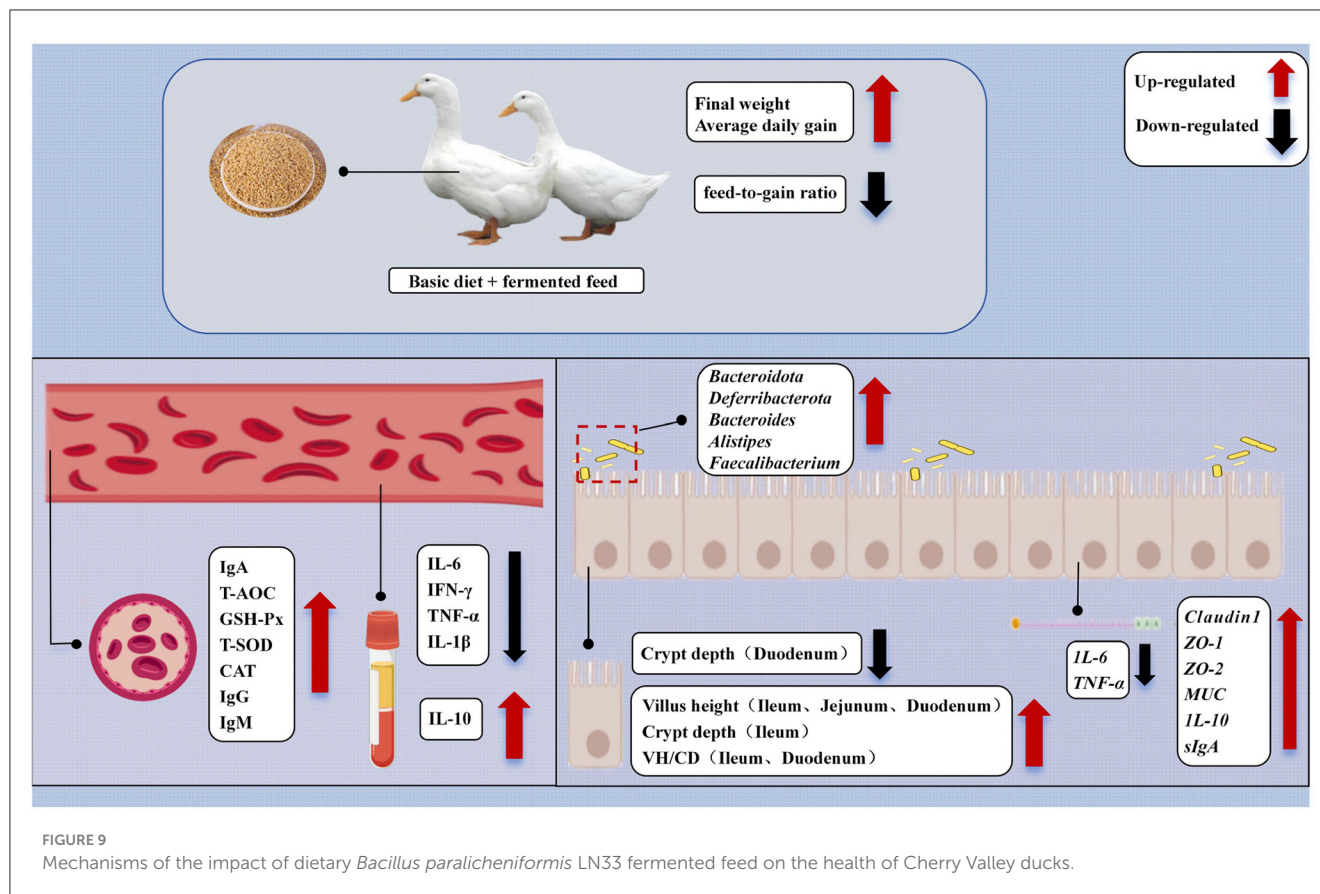 Final weight
Average daily gain
feed-to-gain ratio
Basic diet + fermented feed
Up-regulated
Down-regulated
IgA
T-AOC
GSH-Px
T-SOD
CAT
IgG
IgM
IL-6
IFN-γ
TNF-α
IL-1β
IL-10
Bacteroidota
Deferribacterota
Bacteroides
Alistipes
Faecalibacterium
Crypt depth（Duodenum）
Villus height（Ileum、Jejunum、Duodenum）
Crypt depth（Ileum）
VH/CD（Ileum、Duodenum）
1L-6
TNF-α
Claudin1
ZO-1
ZO-2
MUC
1L-10
sIgA
FIGURE 9
Mechanisms of the impact of dietary Bacillus paralicheniformis LN33 fermented feed on the health of Cherry Valley ducks.